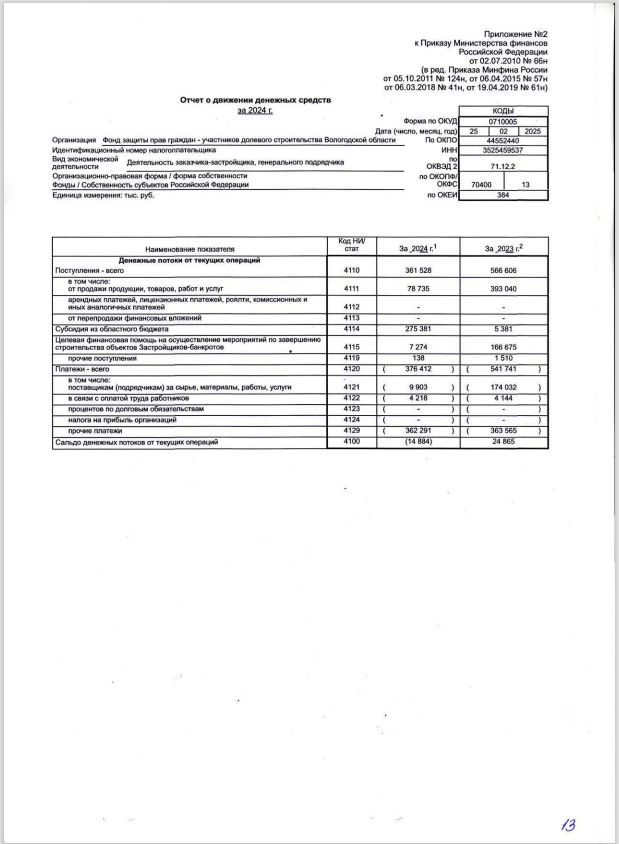 Приложение №2
к Приказу Министерства финансов
Российской Федерации
от 02.07.2010 № 66н
(в ред. Приказа Минфина России
от 05.10.2011 № 124н, от 06.04.2015 № 57н
от 06.03.2018 № 41н, от 19.04.2019 № 61н)
Отчет о движении денежных средств
за 2024 г.
КОДЫ
Форма по ОКУД 0710005
Дата (число, месяц, год) 25 02 2025
Организация Фонд защиты прав граждан - участников долевого строительства Вологодской области По ОКПО 44552440
Идентификационный номер налогоплательщика ИНН 3525459537
Вид экономической деятельности Деятельность заказчика-застройщика, генерального подрядчика по ОКВЭД 2 71.12.2
Организационно-правовая форма / форма собственности по ОКОПФ/
Фонды / Собственность субъектов Российской Федерации ОКФС 70400 13
Единица измерения: тыс. руб. по ОКЕИ 384
Наименование показателя Код НИ/стат За 2024 г.1 За 2023 г.2
Денежные потоки от текущих операций
Поступления - всего 4110 361 528 566 606
в том числе:
от продажи продукции, товаров, работ и услуг 4111 78 735 393 040
арендных платежей, лицензионных платежей, роялти, комиссионных и
иных аналогичных платежей 4112 - -
от перепродажи финансовых вложений 4113 - -
Субсидия из областного бюджета 4114 275 381 5 381
Целевая финансовая помощь на осуществление мероприятий по завершению
строительства объектов Застройщиков-банкротов 4115 7 274 166 675
прочие поступления 4119 138 1 510
Платежи - всего 4120 ( 376 412 ) ( 541 741 )
в том числе:
поставщикам (подрядчикам) за сырье, материалы, работы, услуги 4121 ( 9 903 ) ( 174 032 )
в связи с оплатой труда работников 4122 ( 4 218 ) ( 4 144 )
процентов по долговым обязательствам 4123 ( - ) ( - )
налога на прибыль организаций 4124 ( - ) ( - )
прочие платежи 4129 ( 362 291 ) ( 363 565 )
Сальдо денежных потоков от текущих операций 4100 (14 884) 24 865
13